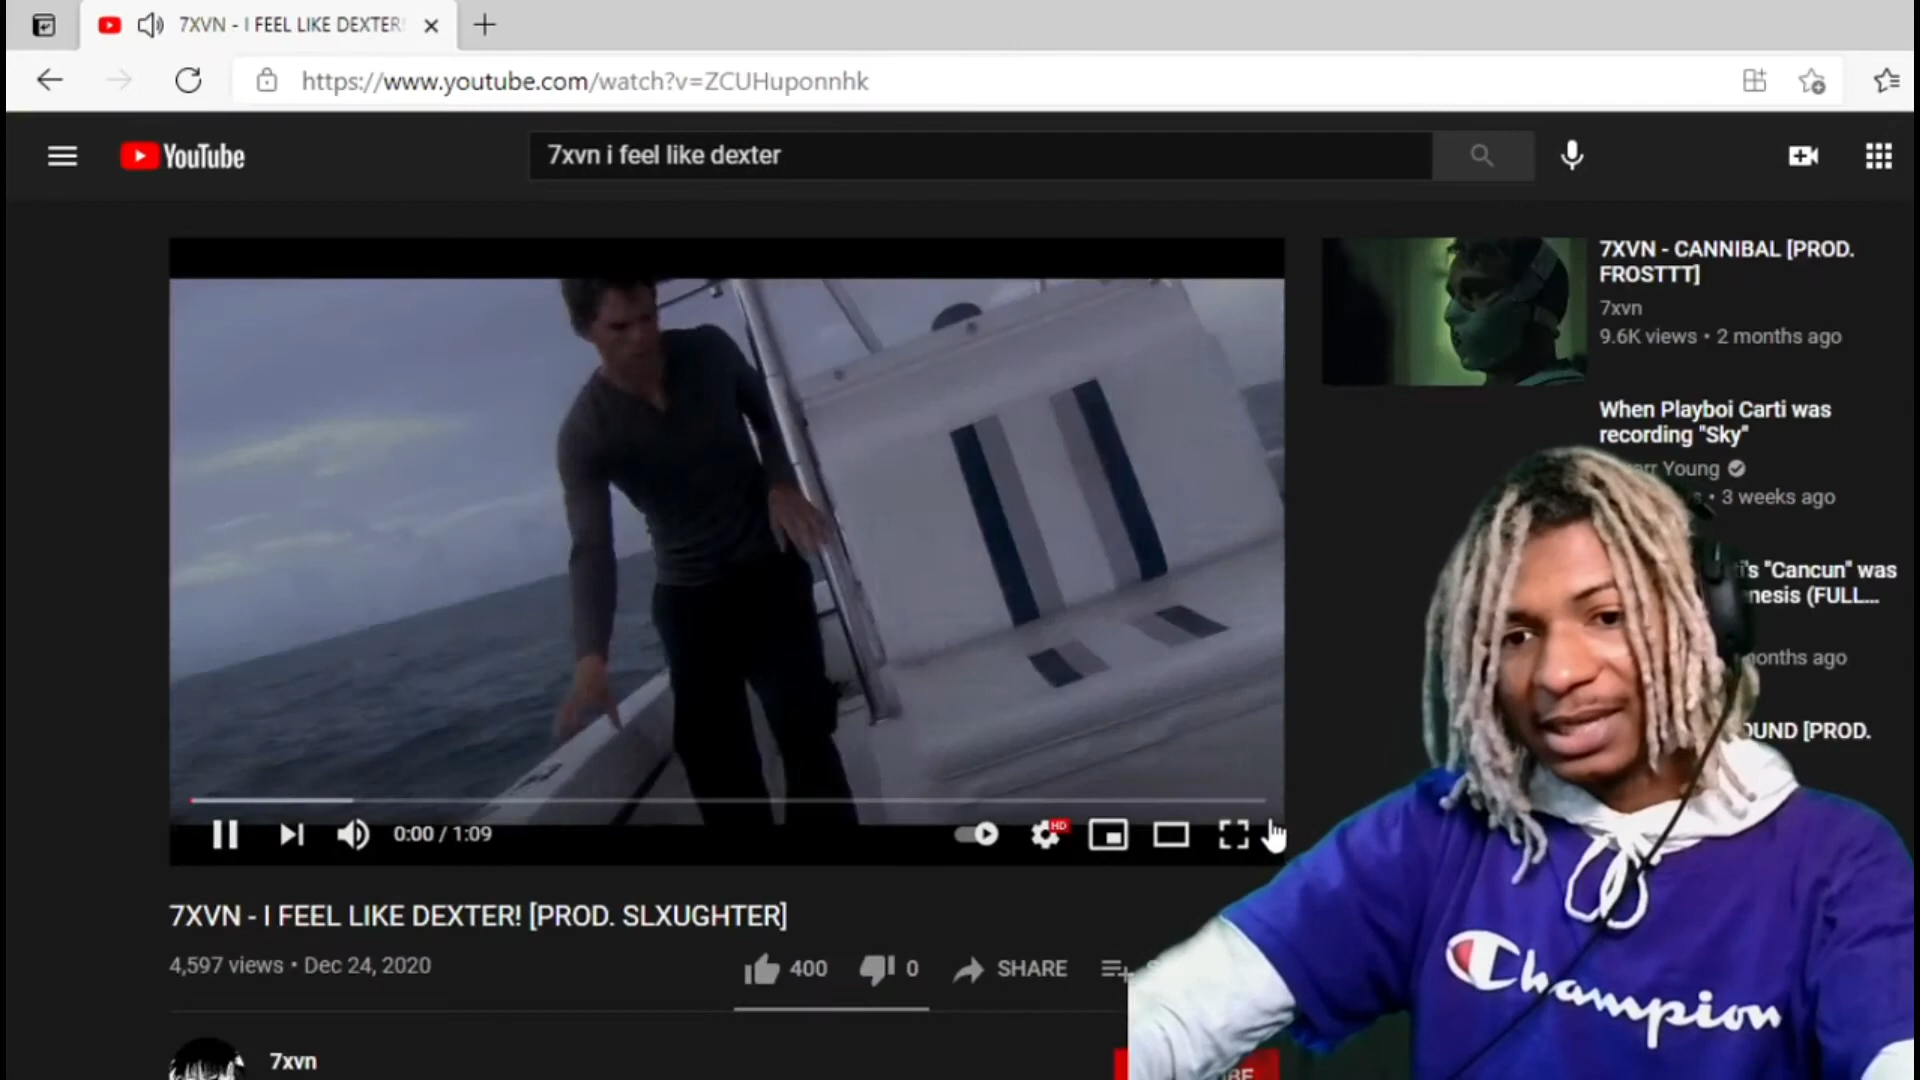 7XVN - I FEEL LIKE DEXTER!
https://www.youtube.com/watch?v=ZCUHuponnhk
YouTube
7xvn i feel like dexter
7XVN - CANNIBAL [PROD.
FROSTTT]
7xvn
9.6K views • 2 months ago
When Playboi Carti was
recording "Sky"
Young
3 weeks ago
"Cancun" was
(FULL...
ago
[PROD.
0:00 / 1:09
HD
7XVN - I FEEL LIKE DEXTER! [PROD. SLXUGHTER]
4,597 views • Dec 24, 2020
400
0
SHARE
7xvn
Champion